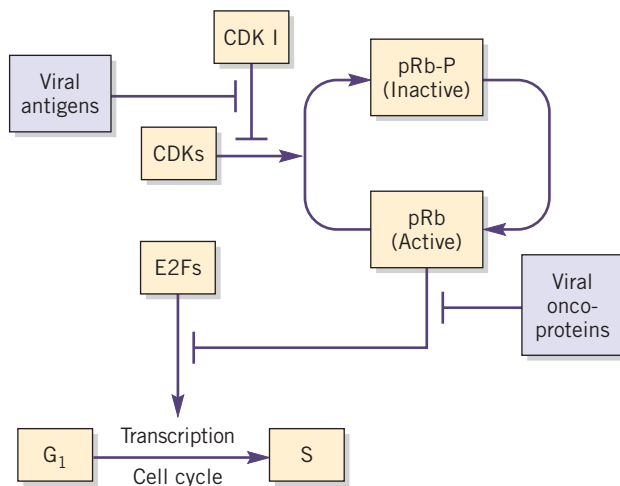 CDK I
Viral
antigens
pRb-P
(Inactive)
CDKs
pRb
(Active)
E2Fs
Viral
onco-
proteins
G₁
Transcription
Cell cycle
S